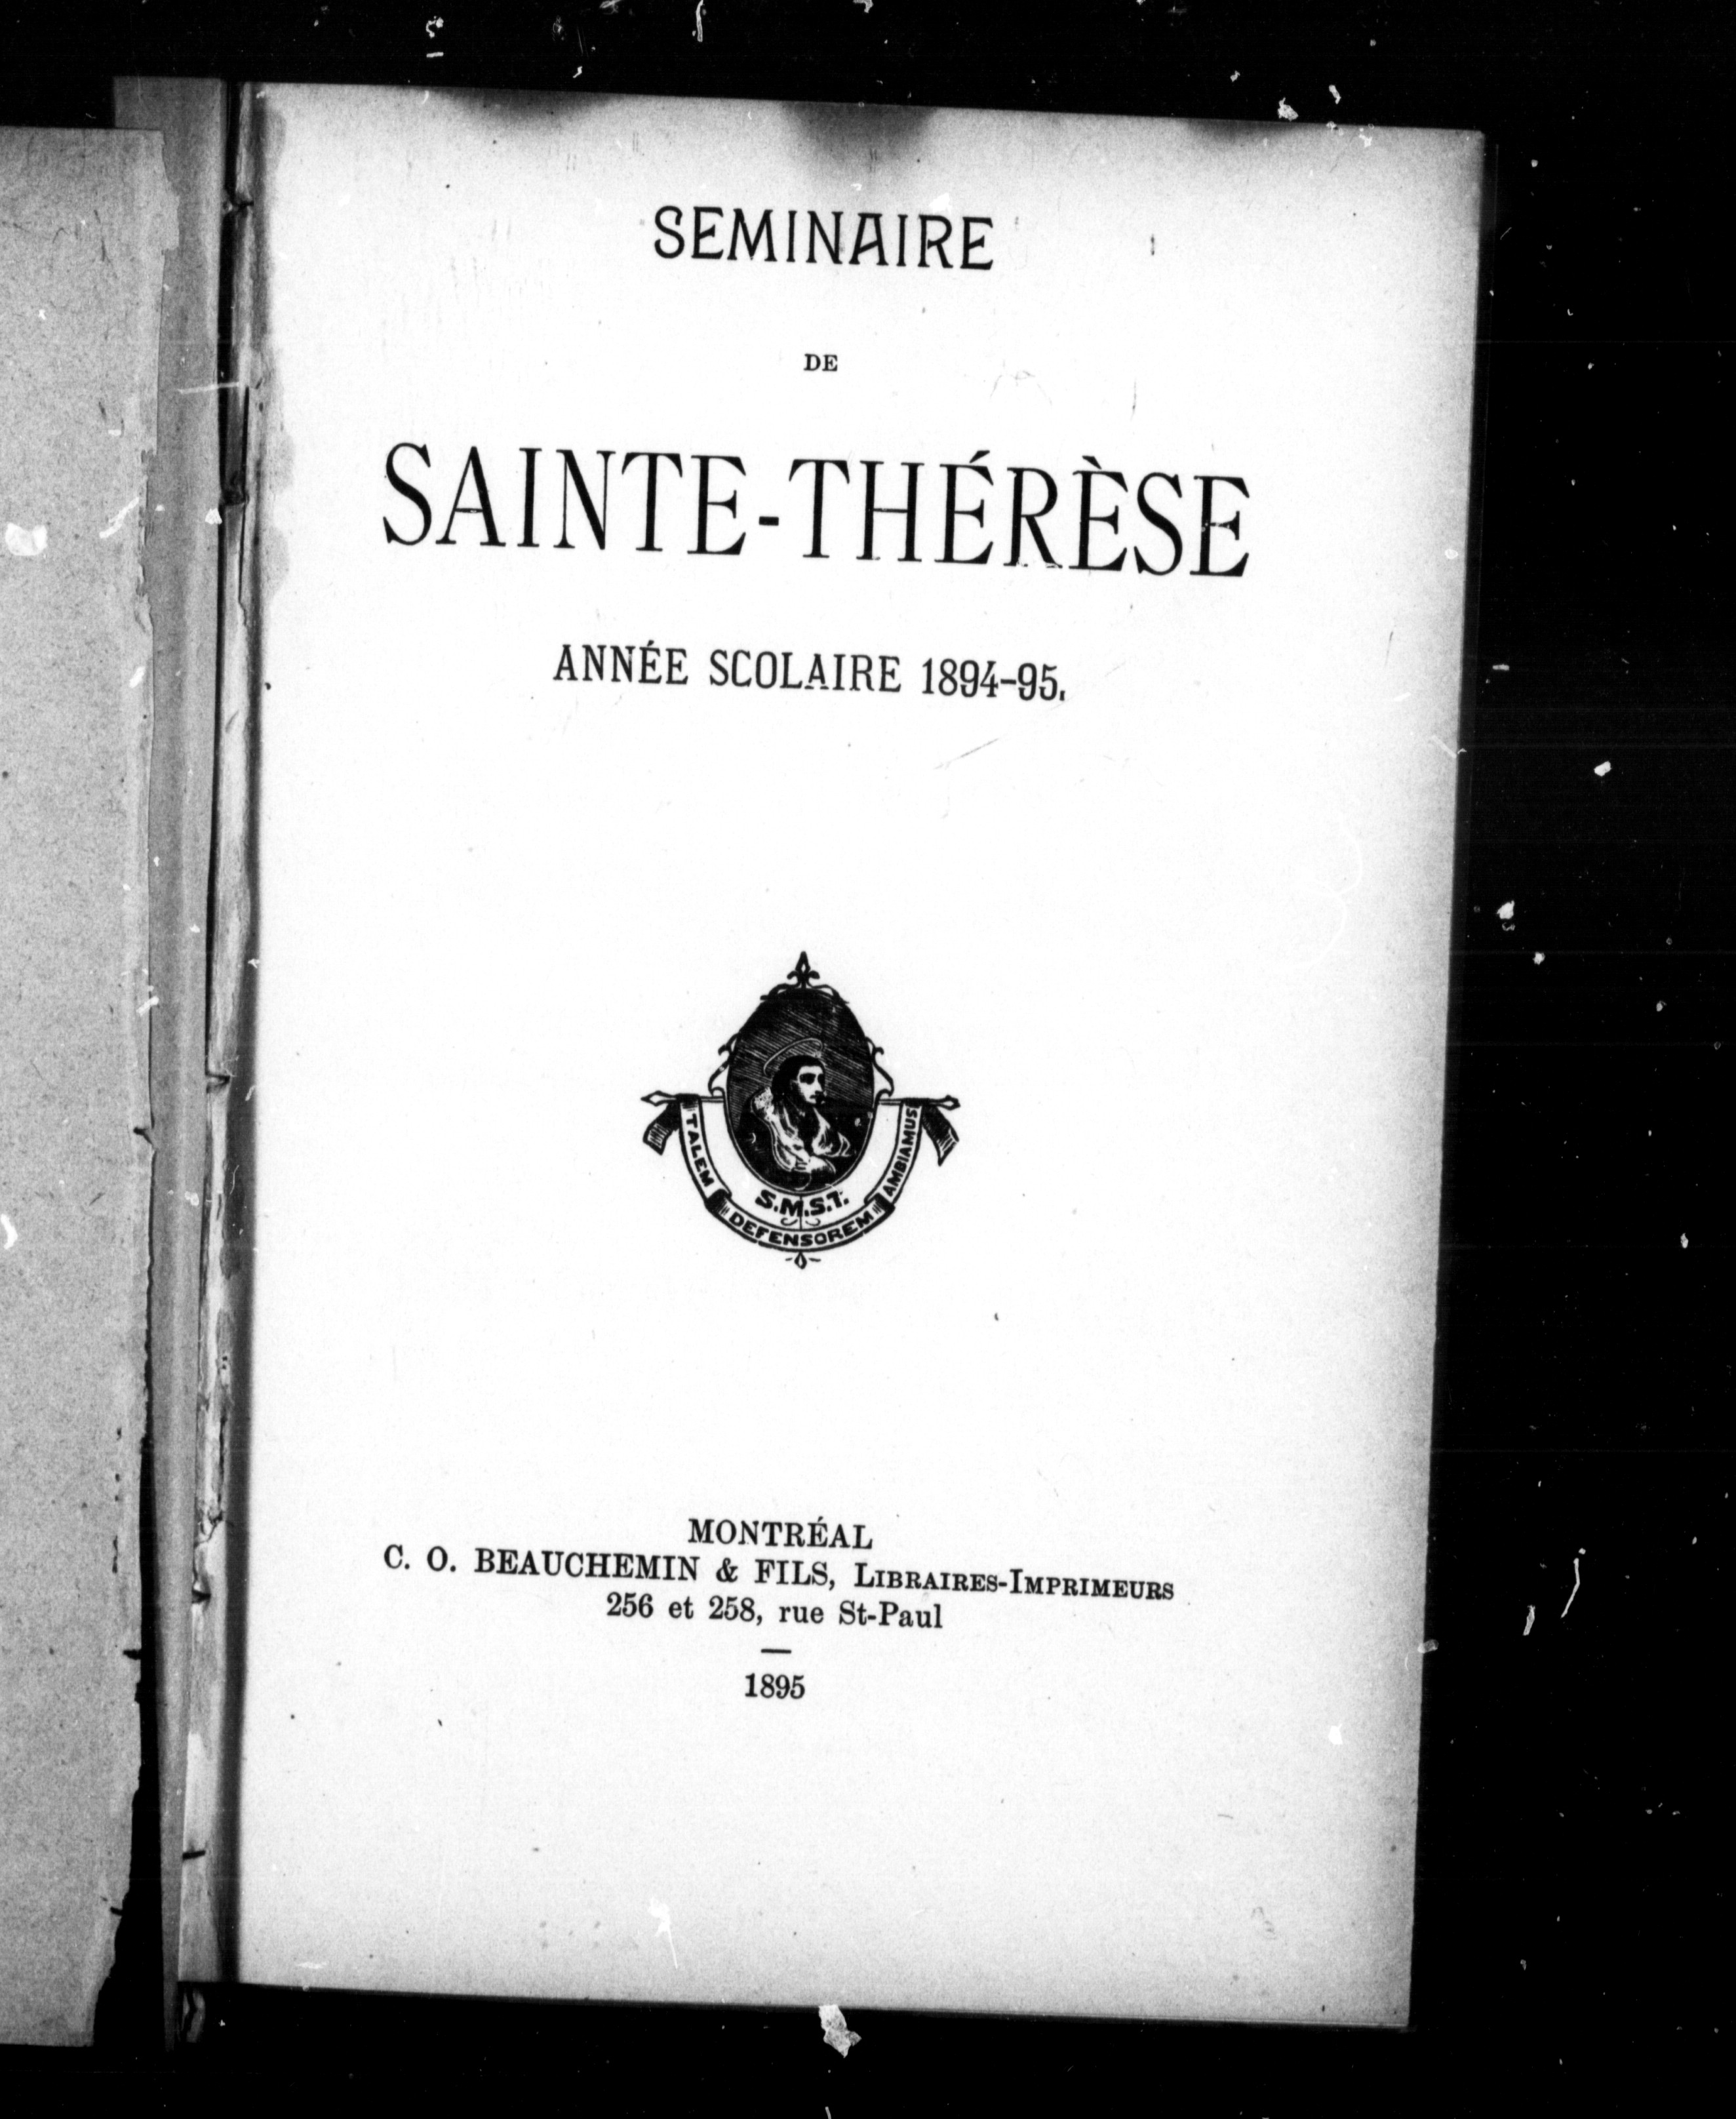 SEMINAIRE
DE
SAINTE-THÉRÈSE
ANNÉE SCOLAIRE 1894-95.
S.M.S.T.
TALEM DEFENSOREM AMBIAMUS
MONTRÉAL
C. O. BEAUCHEMIN & FILS, LIBRAIRES-IMPRIMEURS
256 et 258, rue St-Paul
1895